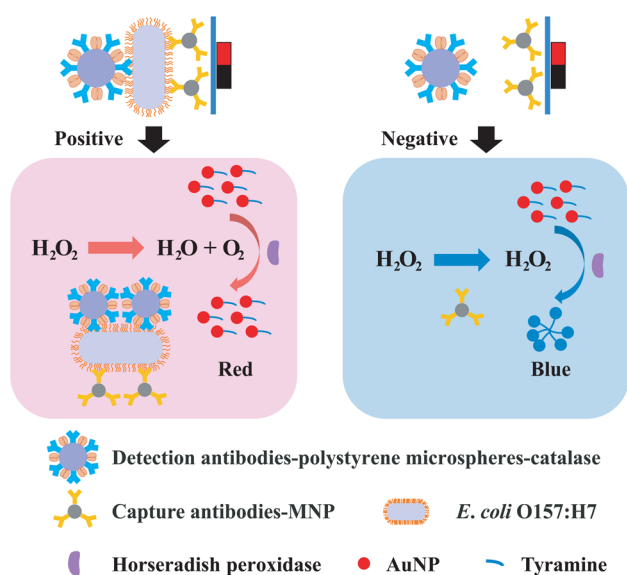 Positive
Negative
H₂O₂
H₂O + O₂
Red
H₂O₂
H₂O₂
Blue
Detection antibodies-polystyrene microspheres-catalase
Capture antibodies-MNP
E. coli O157:H7
Horseradish peroxidase
AuNP
Tyramine